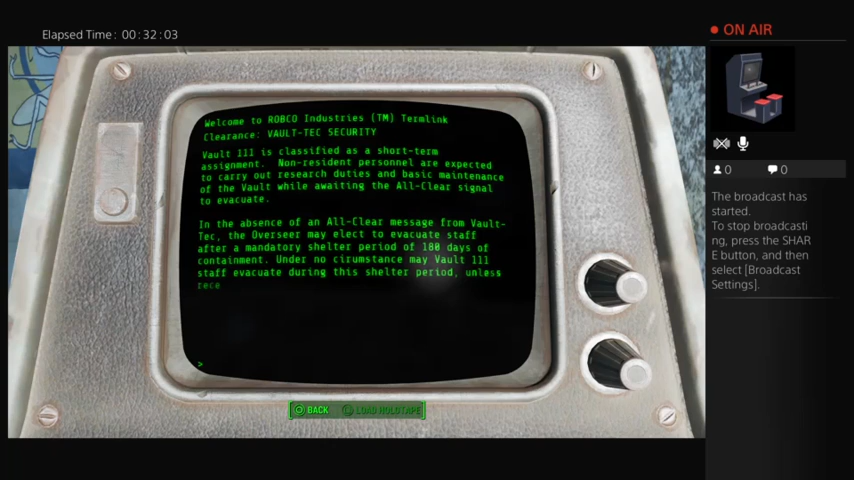 Elapsed Time: 00:32:03
ON AIR
Welcome to ROBCO Industries (TM) Termlink
Clearance: VAULT-TEC SECURITY
Vault 111 is classified as a short-term
assignment. Non-resident personnel are expected
to carry out research duties and basic maintenance
of the Vault while awaiting the All-Clear signal
to evacuate.
In the absence of an All-Clear message from Vault-
Tec, the Overseer may elect to evacuate staff
after a mandatory shelter period of 180 days of
containment. Under no cirumstance may Vault 111
staff evacuate during this shelter period, unless
rece
>
BACK
LOAD HOLOTAPE
0
0
The broadcast has
started.
To stop broadcasti
ng, press the SHAR
E button, and then
select [Broadcast
Settings].